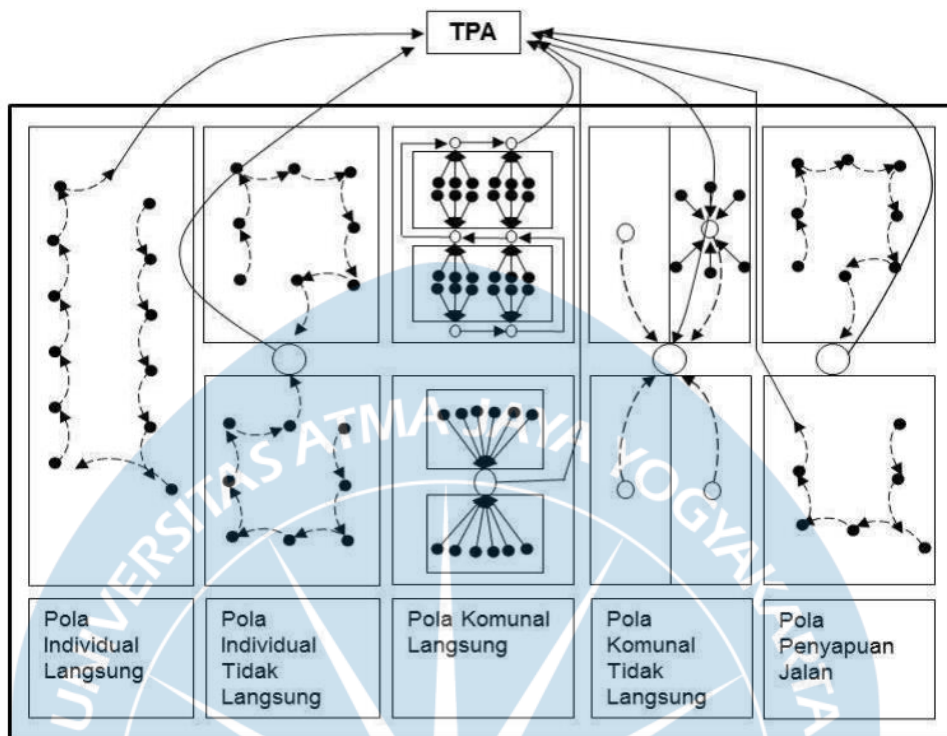 TPA
Pola
Individual
Langsung
Pola
Individual
Tidak
Langsung
Pola Komunal
Langsung
Pola
Komunal
Tidak
Langsung
Pola
Penyapuan
Jalan
UNIVERSITAS ATMA JAYA YOGYAKARTA